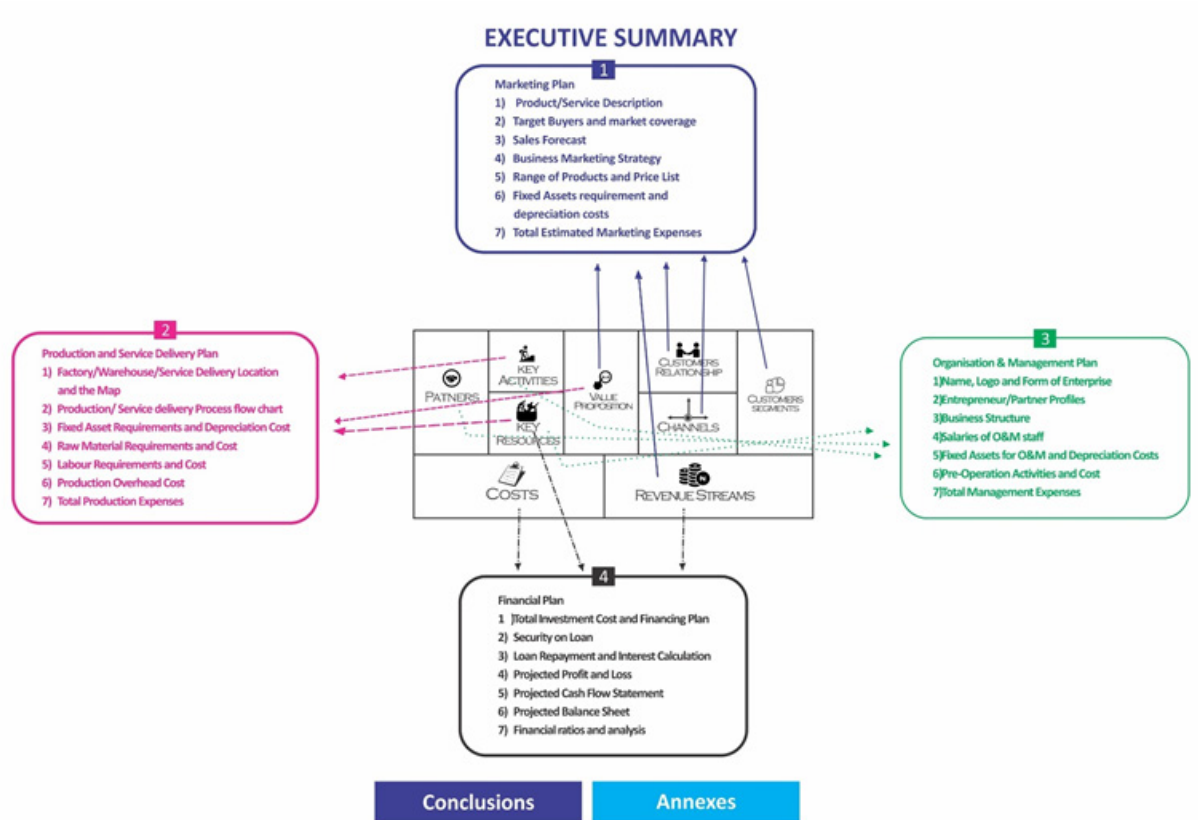 EXECUTIVE SUMMARY
1
Marketing Plan
1) Product/Service Description
2) Target Buyers and market coverage
3) Sales Forecast
4) Business Marketing Strategy
5) Range of Products and Price List
6) Fixed Assets requirement and
depreciation costs
7) Total Estimated Marketing Expenses
2
Production and Service Delivery Plan
1) Factory/Warehouse/Service Delivery Location
and the Map
2) Production/ Service delivery Process flow chart
3) Fixed Asset Requirements and Depreciation Cost
4) Raw Material Requirements and Cost
5) Labour Requirements and Cost
6) Production Overhead Cost
7) Total Production Expenses
PATNERS
KEY
ACTIVITIES
KEY
RESOURCES
VALUE
PROPOSITION
CUSTOMERS
RELATIONSHIP
CHANNELS
CUSTOMERS
SEGMENTS
COSTS
REVENUE STREAMS
3
Organisation & Management Plan
1)Name, Logo and Form of Enterprise
2)Entrepreneur/Partner Profiles
3)Business Structure
4)Salaries of O&M staff
5)Fixed Assets for O&M and Depreciation Costs
6)Pre-Operation Activities and Cost
7)Total Management Expenses
4
Financial Plan
1 )Total Investment Cost and Financing Plan
2) Security on Loan
3) Loan Repayment and Interest Calculation
4) Projected Profit and Loss
5) Projected Cash Flow Statement
6) Projected Balance Sheet
7) Financial ratios and analysis
Conclusions
Annexes